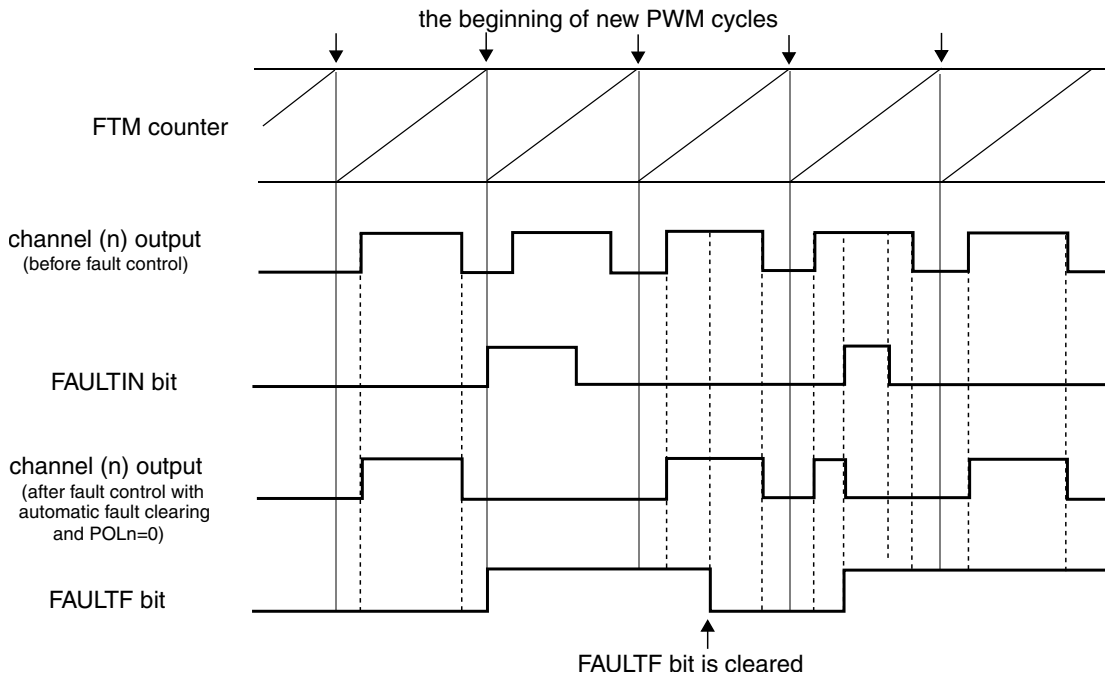 the beginning of new PWM cycles
FTM counter
channel (n) output
(before fault control)
FAULTIN bit
channel (n) output
(after fault control with
automatic fault clearing
and POLn=0)
FAULTF bit
FAULTF bit is cleared